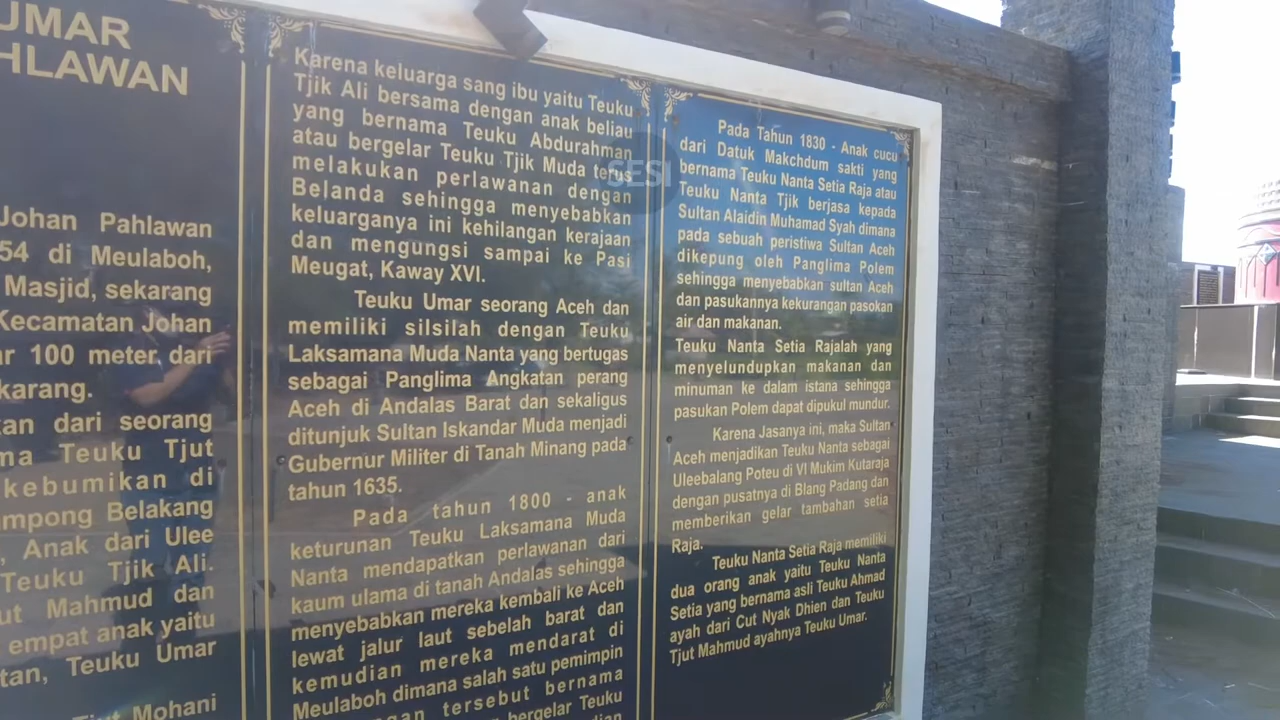 UMAR
HLAWAN
Johan Pahlawan
54 di Meulaboh,
Masjid, sekarang
Kecamatan Johan
ar 100 meter dari
karang.
kan dari seorang
ma Teuku Tjut
kebumikan di
ampong Belakang
, Anak dari Ulee
Teuku Tjik Ali.
ut Mahmud dan
empat anak yaitu
tan, Teuku Umar
Mohani
Karena keluarga sang ibu yaitu Teuku
Tjik Ali bersama dengan anak beliau
yang bernama Teuku Abdurahman
atau bergelar Teuku Tjik Muda terus
melakukan perlawanan dengan
Belanda sehingga menyebabkan
keluarganya ini kehilangan kerajaan
dan mengungsi sampai ke Pasi
Meugat, Kaway XVI.
Teuku Umar seorang Aceh dan
memiliki silsilah dengan Teuku
Laksamana Muda Nanta yang bertugas
sebagai Panglima Angkatan perang
Aceh di Andalas Barat dan sekaligus
ditunjuk Sultan Iskandar Muda menjadi
Gubernur Militer di Tanah Minang pada
tahun 1635.
Pada tahun 1800 - anak
keturunan Teuku Laksamana Muda
Nanta mendapatkan perlawanan dari
kaum ulama di tanah Andalas sehingga
menyebabkan mereka kembali ke Aceh
lewat jalur laut sebelah barat dan
kemudian mereka mendarat di
Meulaboh dimana salah satu pemimpin
tersebut bernama
bergelar Teuku
Pada Tahun 1830 - Anak cucu
dari Datuk Makchdum sakti yang
bernama Teuku Nanta Setia Raja atau
Teuku Nanta Tjik berjasa kepada
Sultan Alaidin Muhamad Syah dimana
pada sebuah peristiwa Sultan Aceh
dikepung oleh Panglima Polem
sehingga menyebabkan sultan Aceh
dan pasukannya kekurangan pasokan
air dan makanan.
Teuku Nanta Setia Rajalah yang
menyelundupkan makanan dan
minuman ke dalam istana sehingga
pasukan Polem dapat dipukul mundur.
Karena Jasanya ini, maka Sultan
Aceh menjadikan Teuku Nanta sebagai
Uleebalang Poteu di VI Mukim Kutaraja
dengan pusatnya di Blang Padang dan
memberikan gelar tambahan setia
Raja.
Teuku Nanta Setia Raja memiliki
dua orang anak yaitu Teuku Nanta
Setia yang bernama asli Teuku Ahmad
ayah dari Cut Nyak Dhien dan Teuku
Tjut Mahmud ayahnya Teuku Umar.
SESI